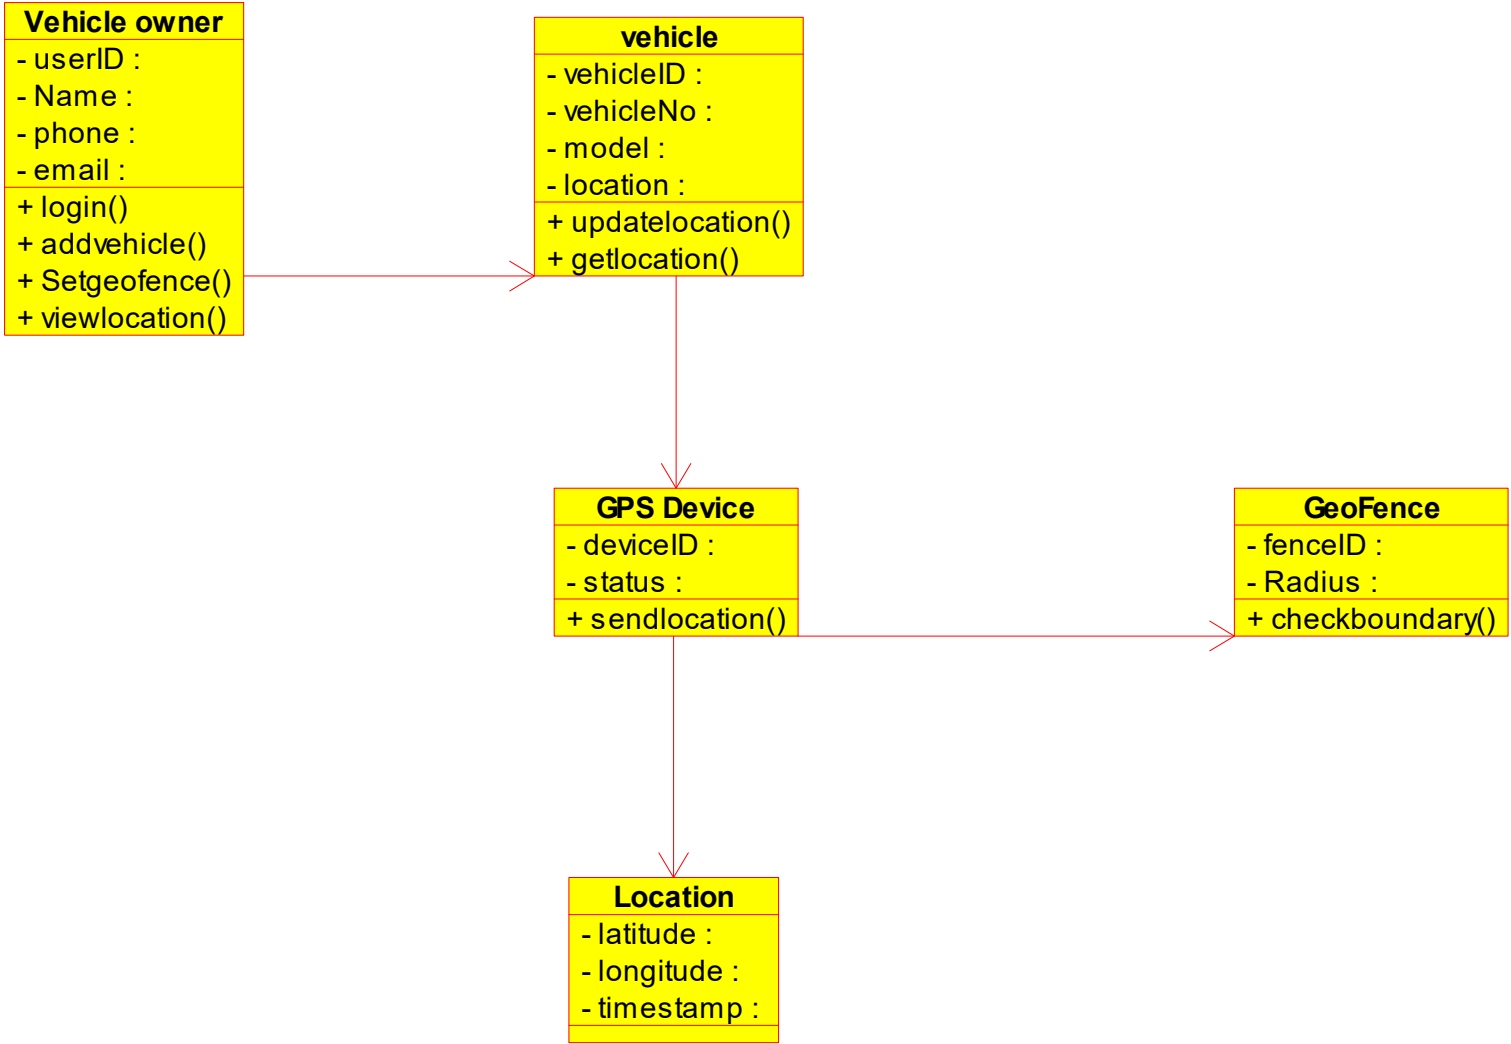 Vehicle owner
- userID :
- Name :
- phone :
- email :
+ login()
+ addvehicle()
+ Setgeofence()
+ viewlocation()
vehicle
- vehicleID :
- vehicleNo :
- model :
- location :
+ updatelocation()
+ getlocation()
GPS Device
- deviceID :
- status :
+ sendlocation()
GeoFence
- fenceID :
- Radius :
+ checkboundary()
Location
- latitude :
- longitude :
- timestamp :